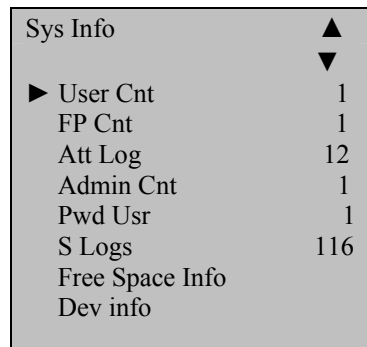 Sys Info ▲
▼
► User Cnt 1
FP Cnt 1
Att Log 12
Admin Cnt 1
Pwd Usr 1
S Logs 116
Free Space Info
Dev info